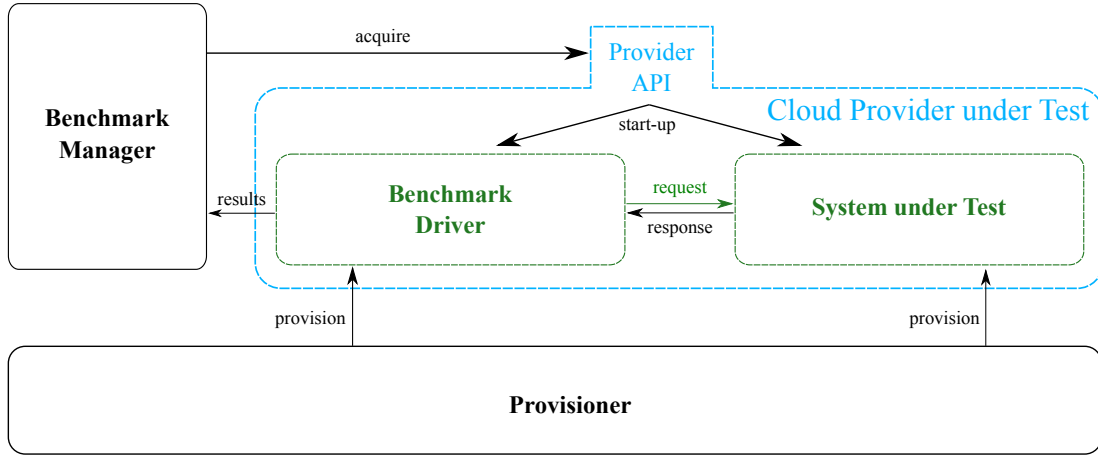 acquire
Provider
API
Cloud Provider under Test
Benchmark
Manager
start-up
results
Benchmark
Driver
request
response
System under Test
provision
provision
Provisioner